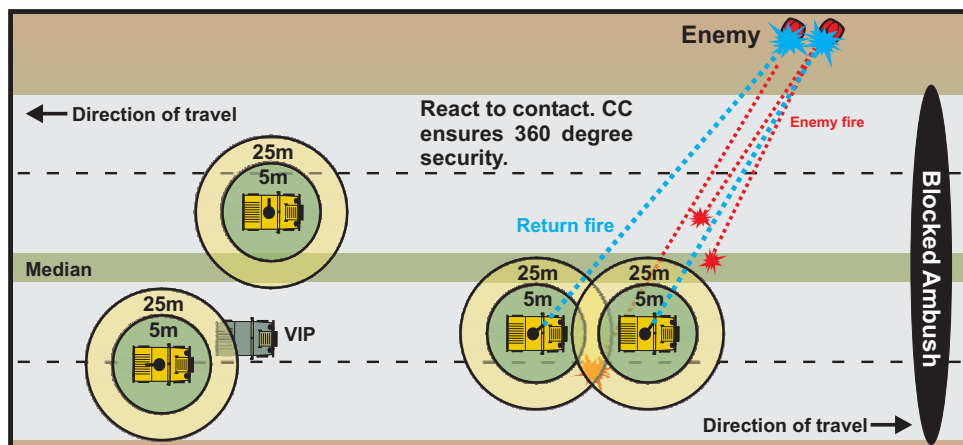 Enemy
Direction of travel
React to contact. CC
ensures 360 degree
security.
Enemy fire
25m
5m
Return fire
Blocked Ambush
Median
25m
5m
25m
5m
25m
5m
VIP
Direction of travel